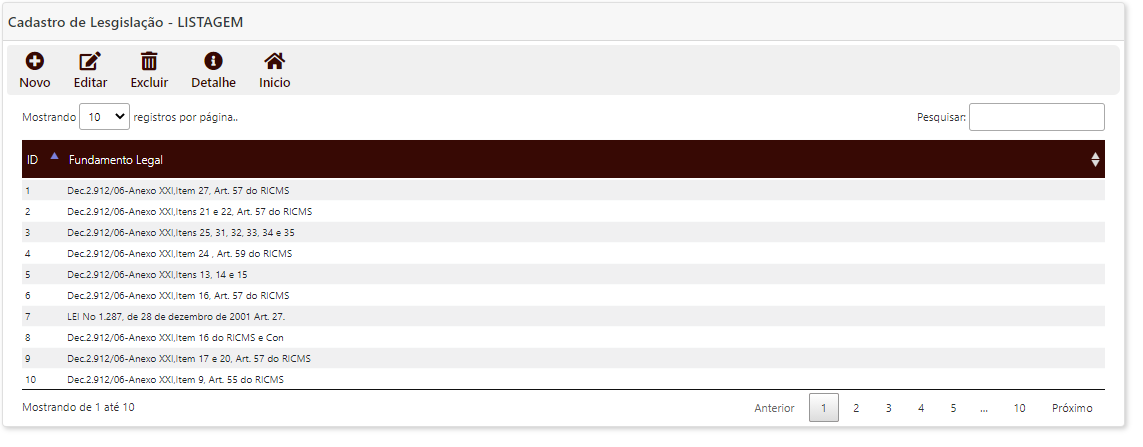 Cadastro de Lesgislação - LISTAGEM
Novo Editar Excluir Detalhe Inicio
Mostrando 10 registros por página.. Pesquisar:
ID Fundamento Legal
1 Dec.2.912/06-Anexo XXI,Item 27, Art. 57 do RICMS
2 Dec.2.912/06-Anexo XXI,Itens 21 e 22, Art. 57 do RICMS
3 Dec.2.912/06-Anexo XXI,Itens 25, 31, 32, 33, 34 e 35
4 Dec.2.912/06-Anexo XXI,Item 24 , Art. 59 do RICMS
5 Dec.2.912/06-Anexo XXI,Itens 13, 14 e 15
6 Dec.2.912/06-Anexo XXI,Item 16, Art. 57 do RICMS
7 LEI No 1.287, de 28 de dezembro de 2001 Art. 27.
8 Dec.2.912/06-Anexo XXI,Item 16 do RICMS e Con
9 Dec.2.912/06-Anexo XXI,Item 17 e 20, Art. 57 do RICMS
10 Dec.2.912/06-Anexo XXI,Item 9, Art. 55 do RICMS
Mostrando de 1 até 10 Anterior 1 2 3 4 5 ... 10 Próximo